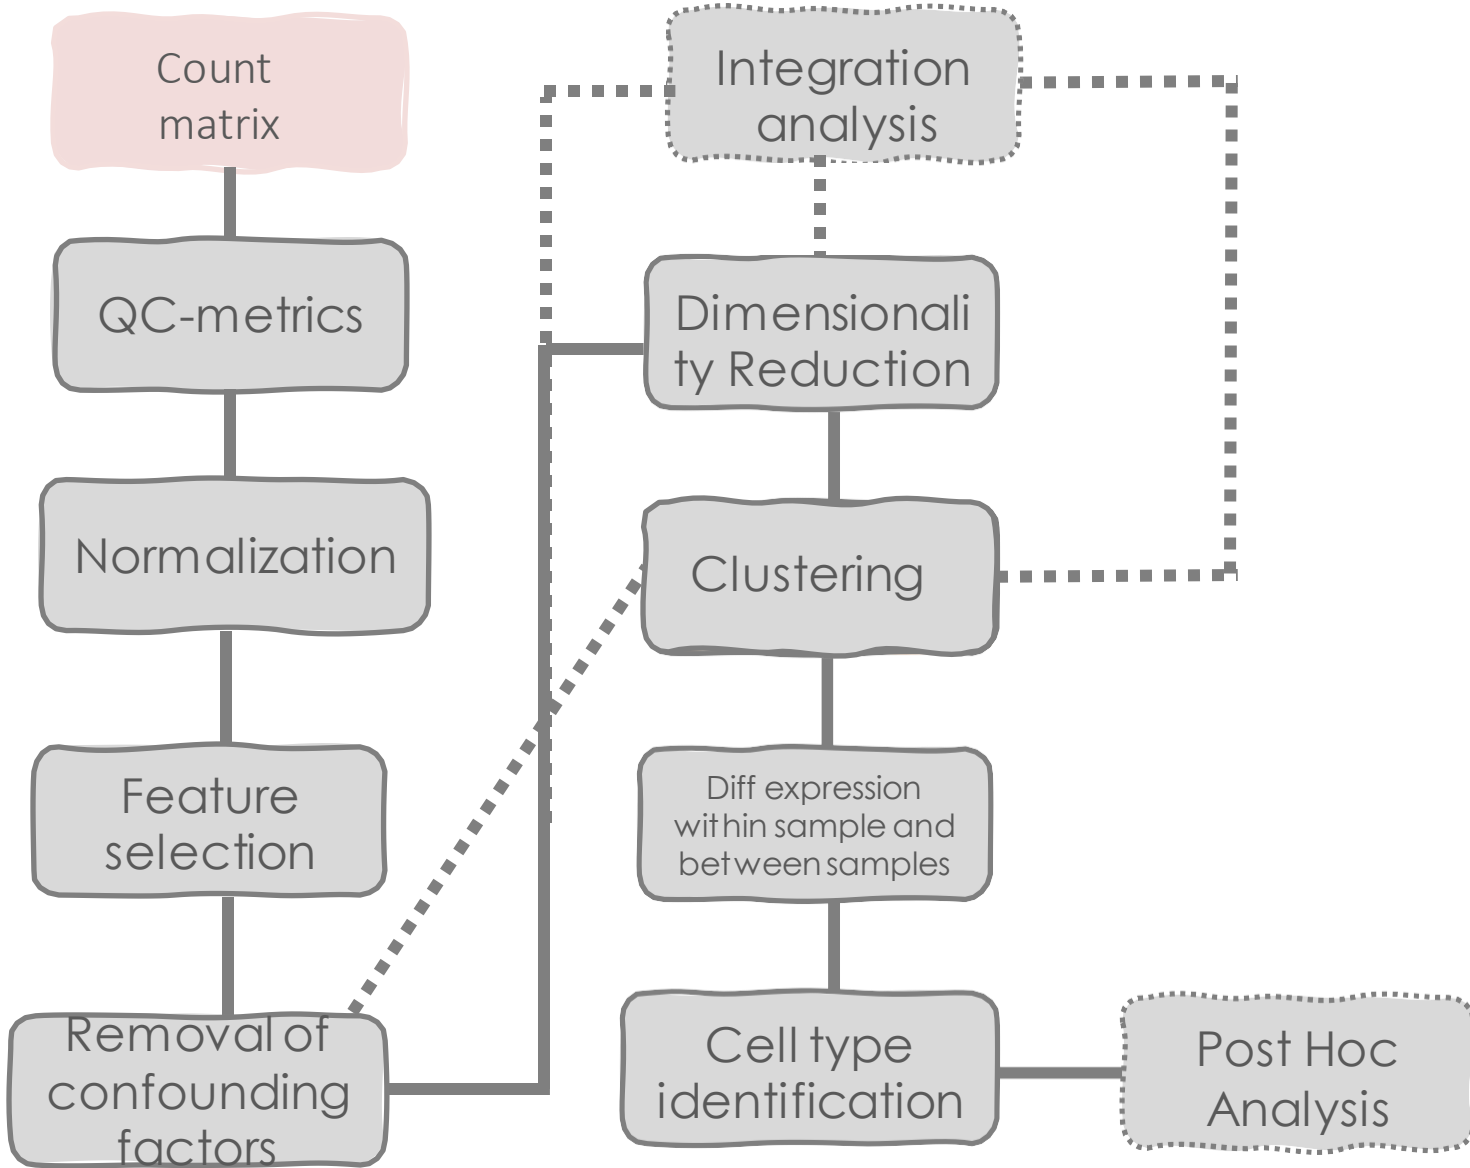 Count
matrix
QC-metrics
Normalization
Feature
selection
Removal of
confounding
factors
Integration
analysis
Dimensionali
ty Reduction
Clustering
Diff expression
within sample and
between samples
Cell type
identification
Post Hoc
Analysis